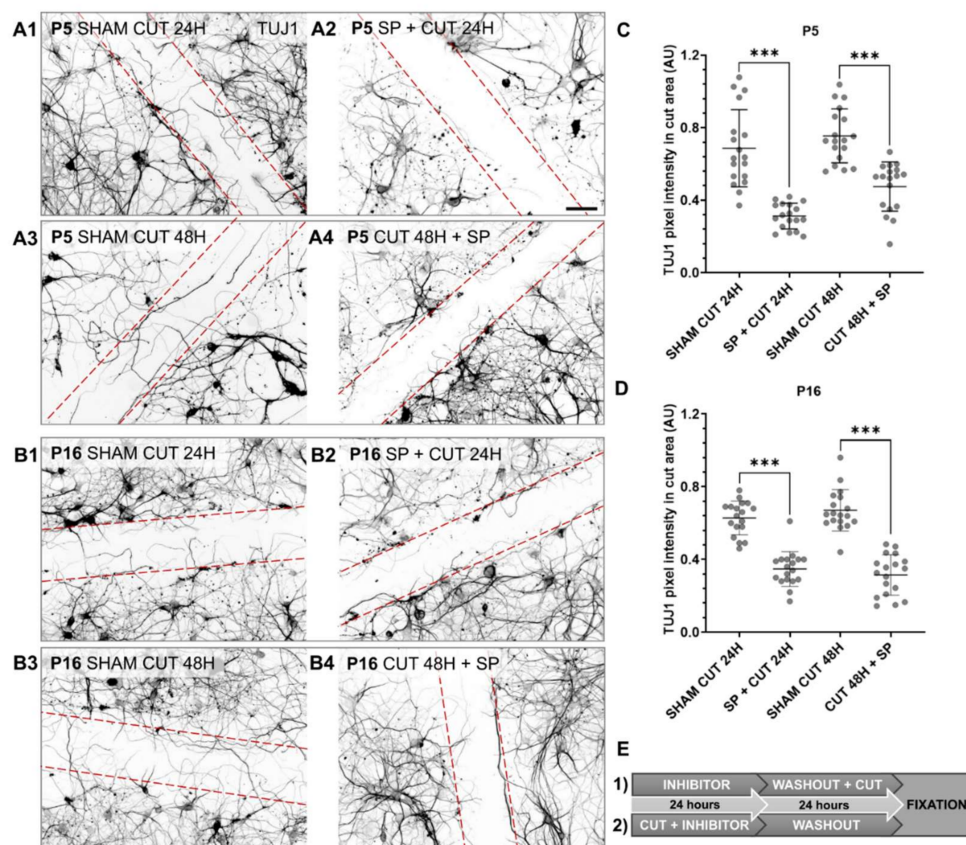 A1 P5 SHAM CUT 24H TUJ1
A2 P5 SP + CUT 24H
A3 P5 SHAM CUT 48H
A4 P5 CUT 48H + SP
B1 P16 SHAM CUT 24H
B2 P16 SP + CUT 24H
B3 P16 SHAM CUT 48H
B4 P16 CUT 48H + SP
C
P5
TUJ1 pixel intensity in cut area (AU)
1.2
0.8
0.4
0.0
***
***
SHAM CUT 24H
SP + CUT 24H
SHAM CUT 48H
CUT 48H + SP
D
P16
TUJ1 pixel intensity in cut area (AU)
1.2
0.8
0.4
0.0
***
***
SHAM CUT 24H
SP + CUT 24H
SHAM CUT 48H
CUT 48H + SP
E
1) INHIBITOR WASHOUT + CUT
24 hours 24 hours FIXATION
2) CUT + INHIBITOR WASHOUT